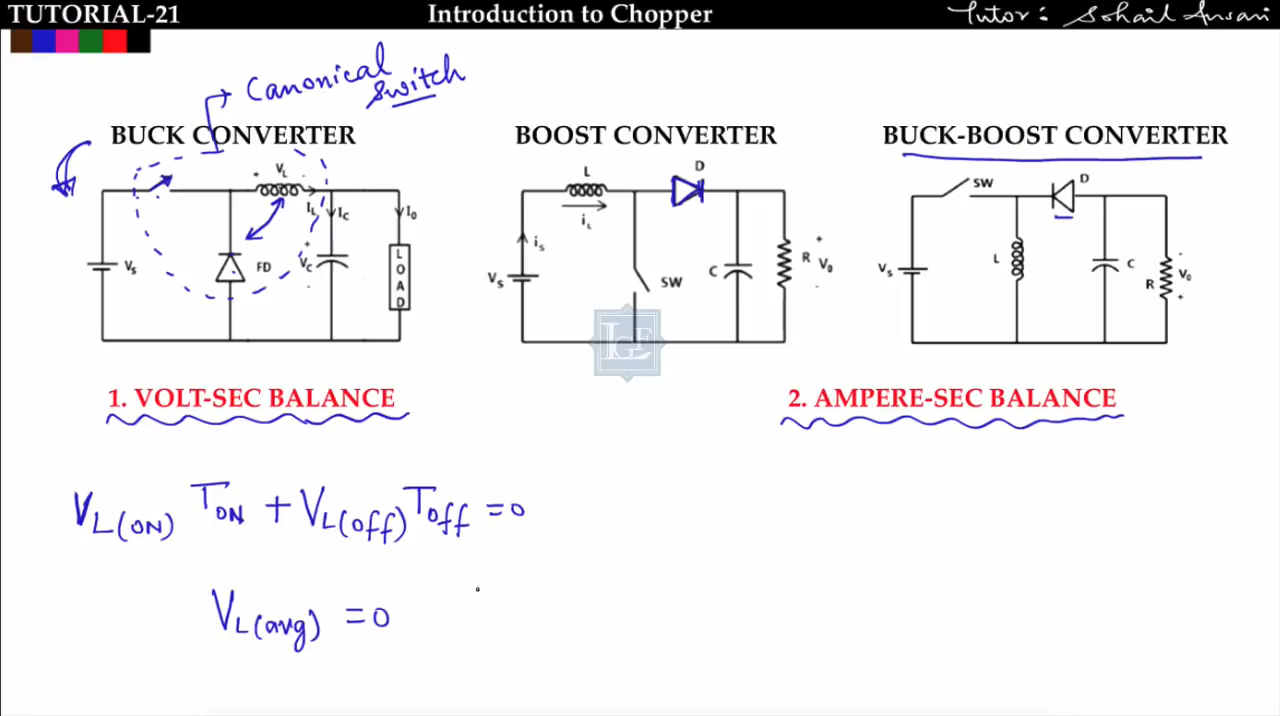 TUTORIAL-21
Introduction to Chopper
Tutor: Sohail Ansari
Canonical
Switch
BUCK CONVERTER
BOOST CONVERTER
BUCK-BOOST CONVERTER
+ VL -
IL IC I0
VS
FD
+ VC -
LOAD
L
iL
D
is
VS
SW
C
R
+ V0 -
SW
D
VS
L
C
R
- V0 +
LGE
1. VOLT-SEC BALANCE
2. AMPERE-SEC BALANCE
VL(ON) TON + VL(off) Toff = 0
VL(avg) = 0